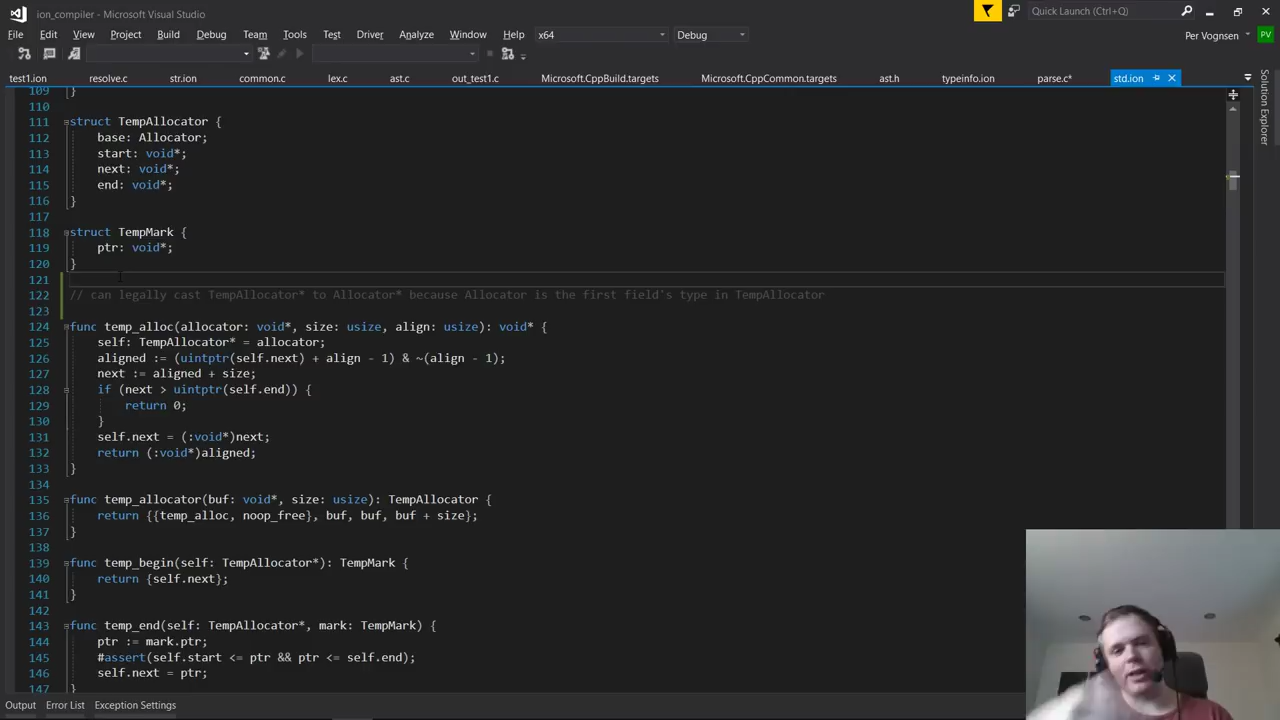 ion_compiler - Microsoft Visual Studio
Quick Launch (Ctrl+Q)
File Edit View Project Build Debug Team Tools Test Driver Analyze Window Help x64 Debug
Per Vognsen PV
test1.ion resolve.c str.ion common.c lex.c ast.c out_test1.c Microsoft.CppBuild.targets Microsoft.CppCommon.targets ast.h typeinfo.ion parse.c* std.ion
Solution Explorer
109 }
110
111 struct TempAllocator {
112 base: Allocator;
113 start: void*;
114 next: void*;
115 end: void*;
116 }
117
118 struct TempMark {
119 ptr: void*;
120 }
121
122 // can legally cast TempAllocator* to Allocator* because Allocator is the first field's type in TempAllocator
123
124 func temp_alloc(allocator: void*, size: usize, align: usize): void* {
125 self: TempAllocator* = allocator;
126 aligned := (uintptr(self.next) + align - 1) & ~(align - 1);
127 next := aligned + size;
128 if (next > uintptr(self.end)) {
129 return 0;
130 }
131 self.next = (:void*)next;
132 return (:void*)aligned;
133 }
134
135 func temp_allocator(buf: void*, size: usize): TempAllocator {
136 return {{temp_alloc, noop_free}, buf, buf, buf + size};
137 }
138
139 func temp_begin(self: TempAllocator*): TempMark {
140 return {self.next};
141 }
142
143 func temp_end(self: TempAllocator*, mark: TempMark) {
144 ptr := mark.ptr;
145 #assert(self.start <= ptr && ptr <= self.end);
146 self.next = ptr;
147 }
Output Error List Exception Settings